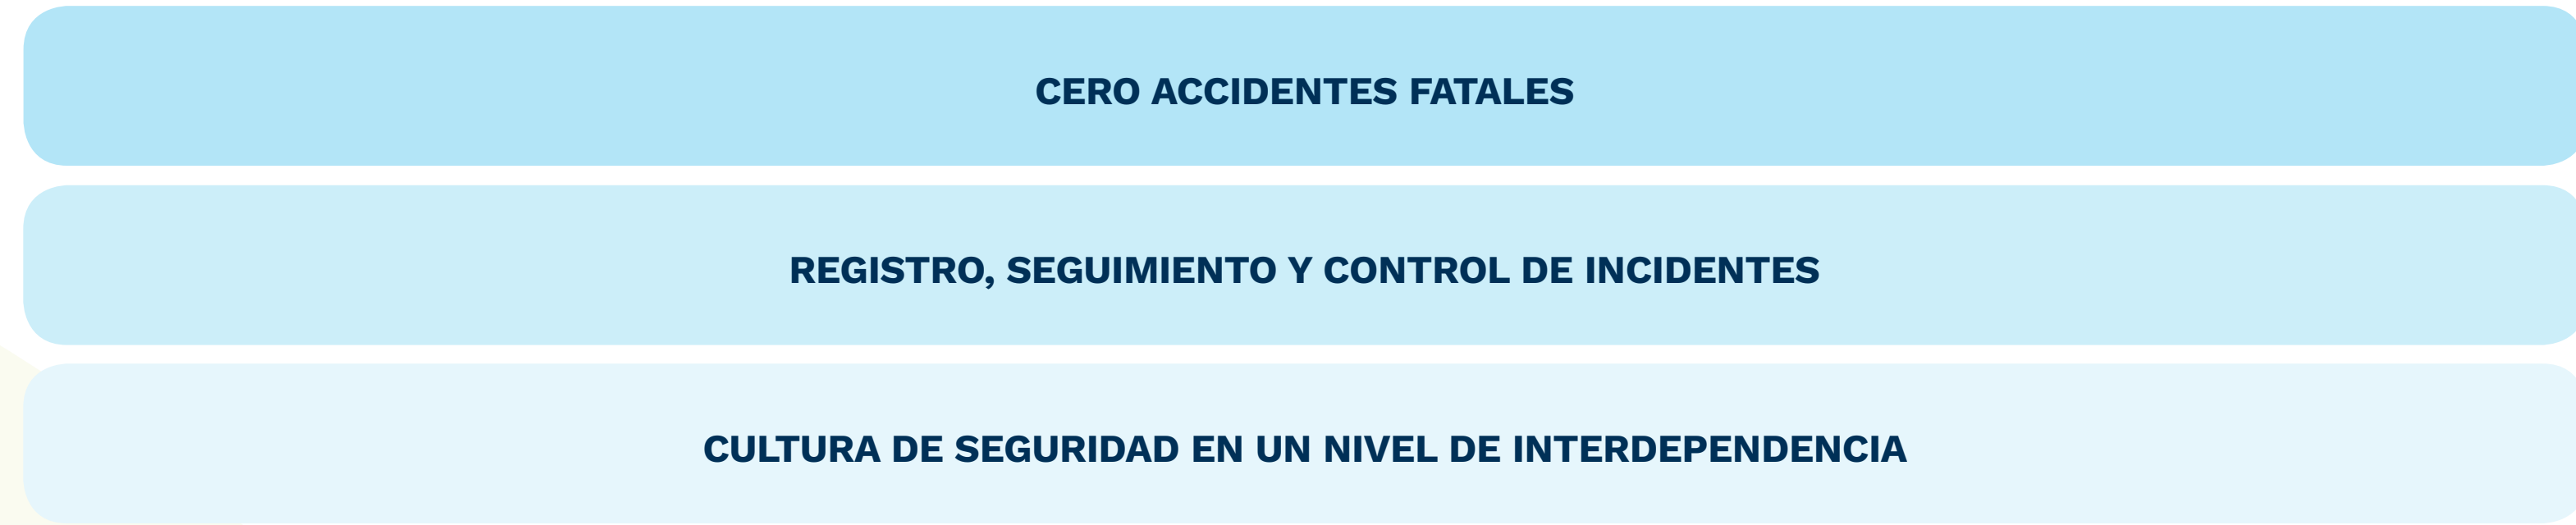 CERO ACCIDENTES FATALES
REGISTRO, SEGUIMIENTO Y CONTROL DE INCIDENTES
CULTURA DE SEGURIDAD EN UN NIVEL DE INTERDEPENDENCIA